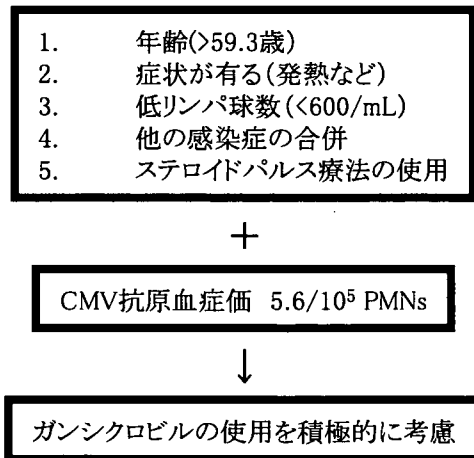 1. 年齢(>59.3歳)
2. 症状が有る(発熱など)
3. 低リンパ球数(<600/mL)
4. 他の感染症の合併
5. ステロイドパルス療法の使用
+
CMV抗原血症価 5.6/10⁵ PMNs
↓
ガンシクロビルの使用を積極的に考慮